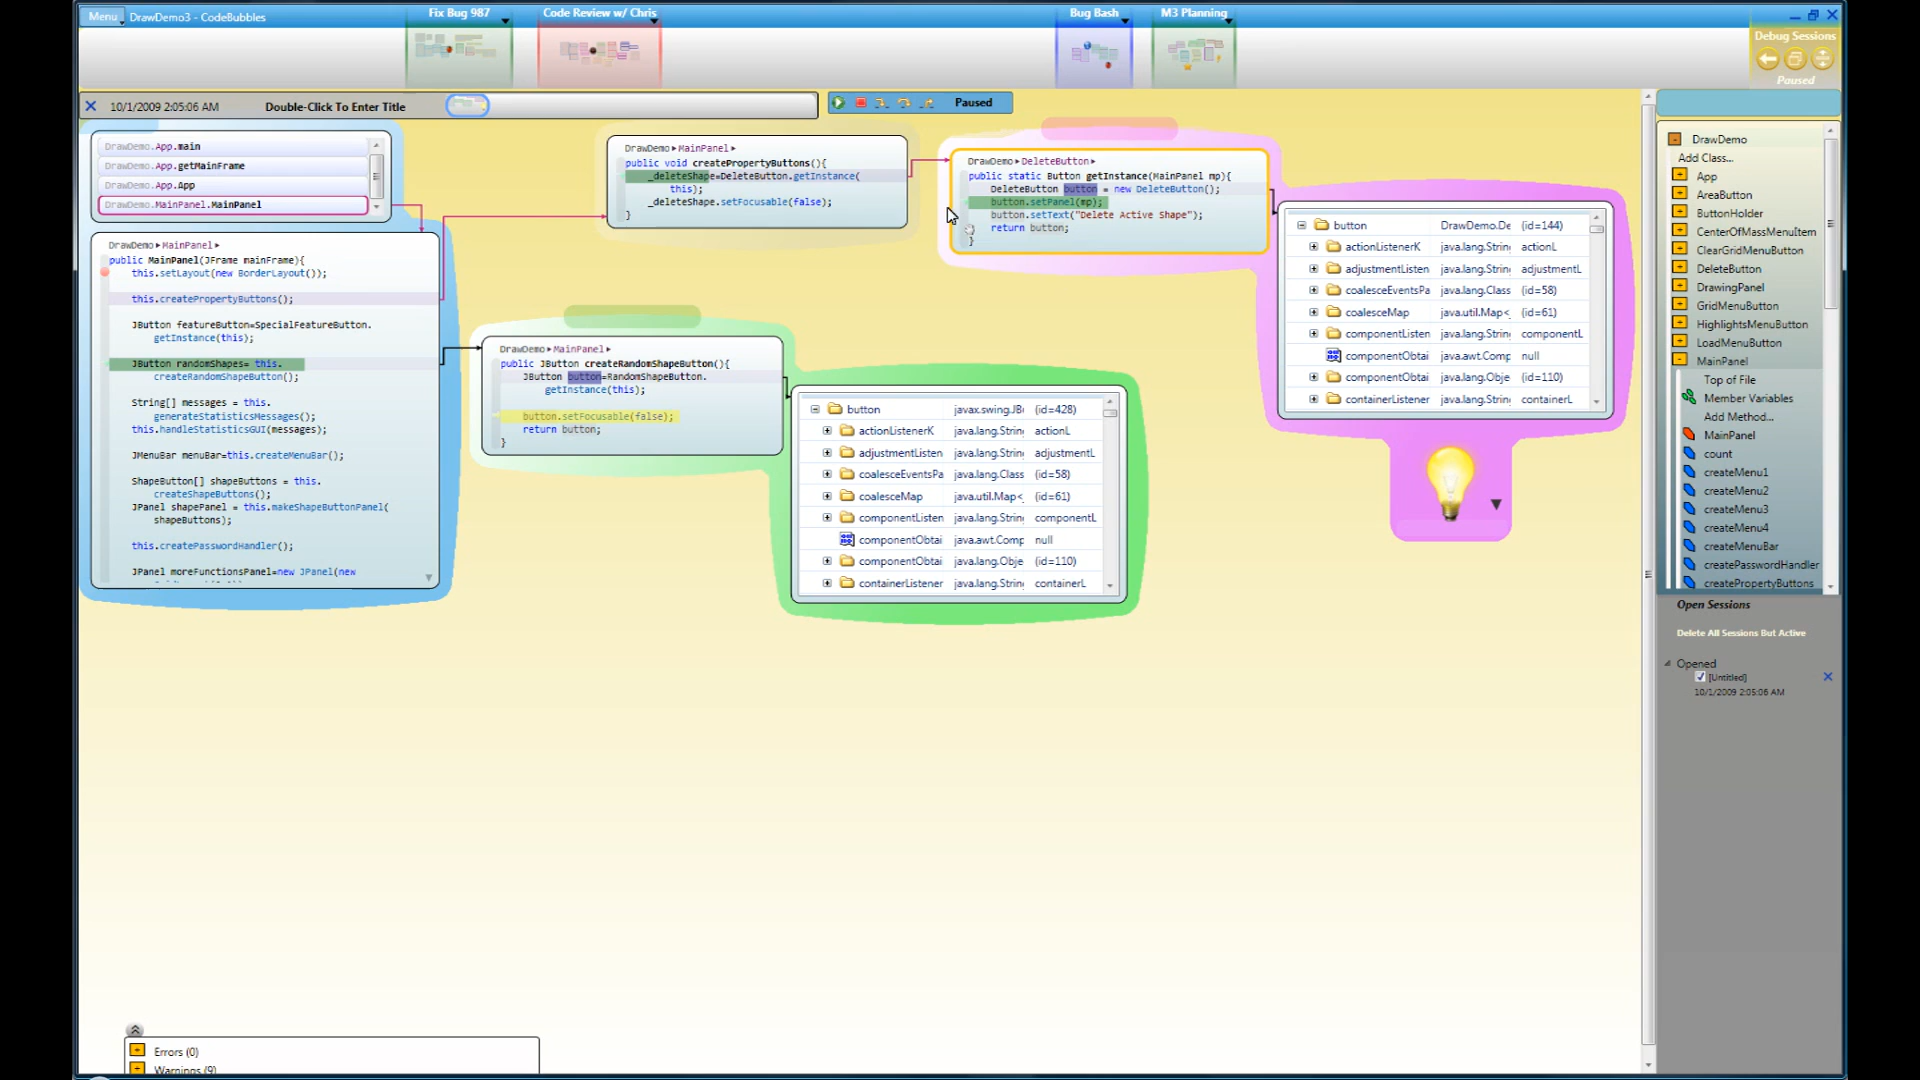 Menu
DrawDemo3 - CodeBubbles
Fix Bug 987
Code Review w/ Chris
Bug Bash
M3 Planning
Debug Sessions
Paused
10/1/2009 2:05:06 AM
Double-Click To Enter Title
Paused
DrawDemo.App.main
DrawDemo.App.getMainFrame
DrawDemo.App.App
DrawDemo.MainPanel.MainPanel
DrawDemo▸MainPanel▸
public MainPanel(JFrame mainFrame){
this.setLayout(new BorderLayout());
this.createPropertyButtons();
JButton featureButton=SpecialFeatureButton.
getInstance(this);
JButton randomShapes= this.
createRandomShapeButton();
String[] messages = this.
generateStatisticsMessages();
this.handleStatisticsGUI(messages);
JMenuBar menuBar=this.createMenuBar();
ShapeButton[] shapeButtons = this.
createShapeButtons();
JPanel shapePanel = this.makeShapeButtonPanel(
shapeButtons);
this.createPasswordHandler();
JPanel moreFunctionsPanel=new JPanel(new
DrawDemo▸MainPanel▸
public void createPropertyButtons(){
_deleteShape=DeleteButton.getInstance(
this);
_deleteShape.setFocusable(false);
}
DrawDemo▸DeleteButton▸
public static Button getInstance(MainPanel mp){
DeleteButton button = new DeleteButton();
button.setPanel(mp);
button.setText("Delete Active Shape");
return button;
}
DrawDemo▸MainPanel▸
public JButton createRandomShapeButton(){
JButton button=RandomShapeButton.
getInstance(this);
button.setFocusable(false);
return button;
}
button javax.swing.JB (id=428)
actionListenerK java.lang.String actionL
adjustmentListen java.lang.String adjustmentL
coalesceEventsPa java.lang.Class (id=58)
coalesceMap java.util.Map< (id=61)
componentListen java.lang.String componentL
componentObtai java.awt.Comp null
componentObtai java.lang.Obje (id=110)
containerListener java.lang.String containerL
button DrawDemo.De (id=144)
actionListenerK java.lang.String actionL
adjustmentListen java.lang.String adjustmentL
coalesceEventsPa java.lang.Class (id=58)
coalesceMap java.util.Map< (id=61)
componentListen java.lang.String componentL
componentObtai java.awt.Comp null
componentObtai java.lang.Obje (id=110)
containerListener java.lang.String containerL
DrawDemo
Add Class...
App
AreaButton
ButtonHolder
CenterOfMassMenuItem
ClearGridMenuButton
DeleteButton
DrawingPanel
GridMenuButton
HighlightsMenuButton
LoadMenuButton
MainPanel
Top of File
Member Variables
Add Method...
MainPanel
count
createMenu1
createMenu2
createMenu3
createMenu4
createMenuBar
createPasswordHandler
createPropertyButtons
Open Sessions
Delete All Sessions But Active
Opened
[Untitled]
10/1/2009 2:05:06 AM
Errors (0)
Warnings (9)